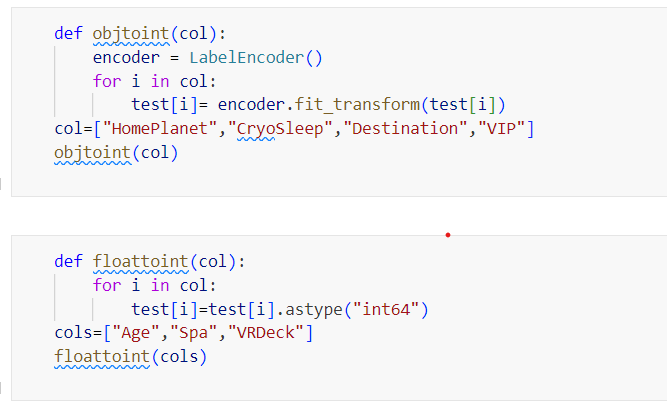 def objtoint(col):
    encoder = LabelEncoder()
    for i in col:
        test[i]= encoder.fit_transform(test[i])
col=["HomePlanet","CryoSleep","Destination","VIP"]
objtoint(col)
def floattoint(col):
    for i in col:
        test[i]=test[i].astype("int64")
cols=["Age","Spa","VRDeck"]
floattoint(cols)